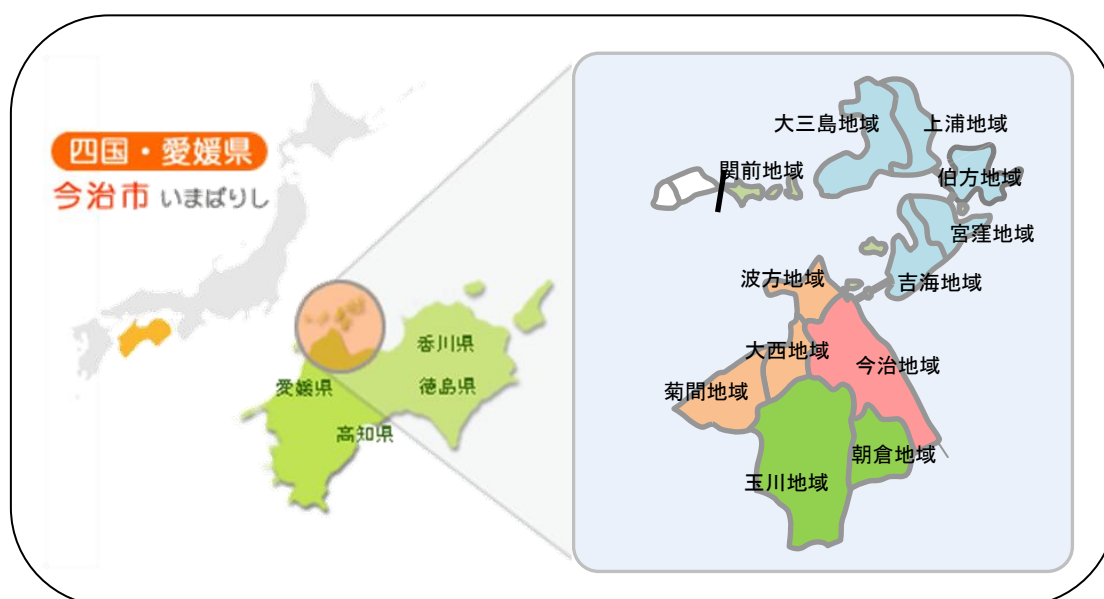 四国・愛媛県
今治市 いまばりし
香川県
愛媛県
徳島県
高知県
大三島地域
上浦地域
関前地域
伯方地域
宮窪地域
波方地域
吉海地域
大西地域
今治地域
菊間地域
朝倉地域
玉川地域